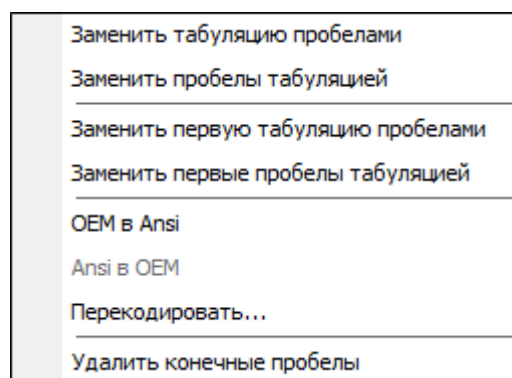 Заменить табуляцию пробелами
Заменить пробелы табуляцией
Заменить первую табуляцию пробелами
Заменить первые пробелы табуляцией
OEM в Ansi
Ansi в OEM
Перекодировать...
Удалить конечные пробелы